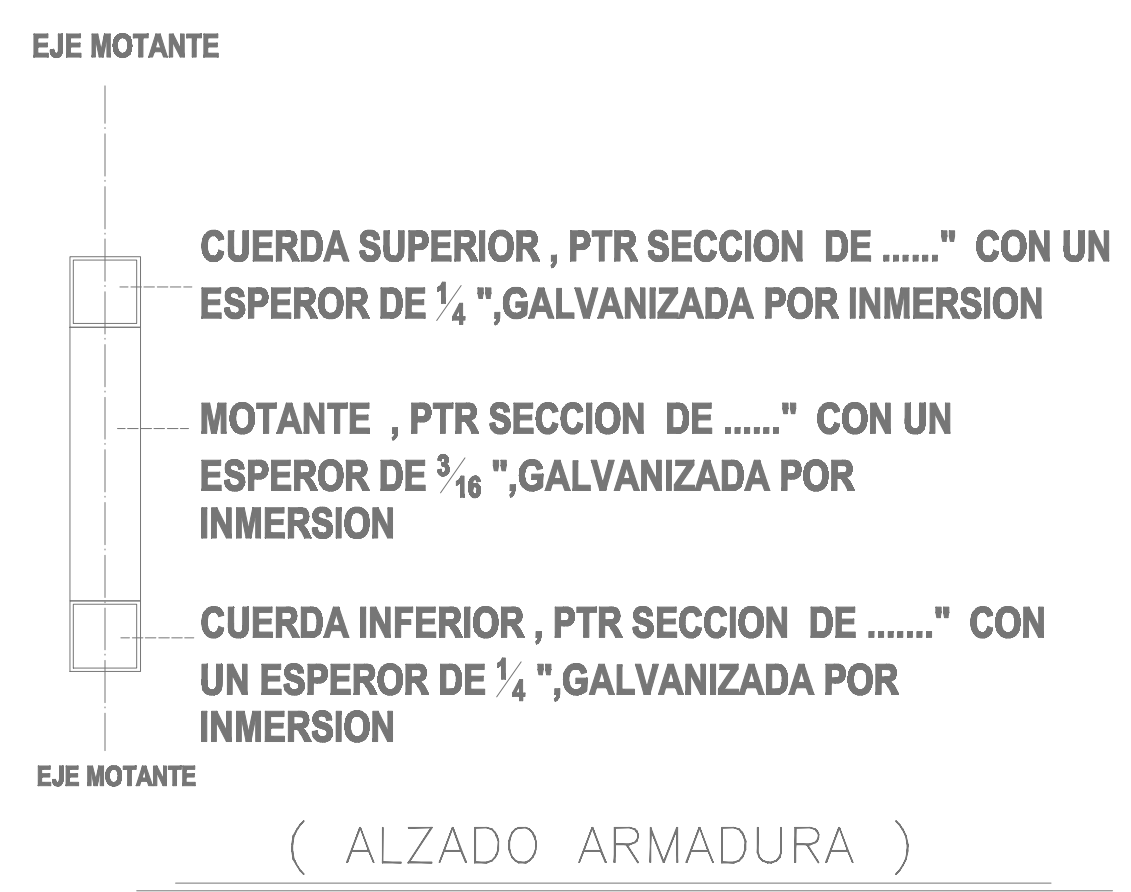 EJE MOTANTE
CUERDA SUPERIOR , PTR SECCION DE ......" CON UN
ESPEROR DE 1/4 ",GALVANIZADA POR INMERSION
MOTANTE , PTR SECCION DE ......" CON UN
ESPEROR DE 3/16 ",GALVANIZADA POR
INMERSION
CUERDA INFERIOR , PTR SECCION DE ......." CON
UN ESPEROR DE 1/4 ",GALVANIZADA POR
INMERSION
EJE MOTANTE
( ALZADO ARMADURA )